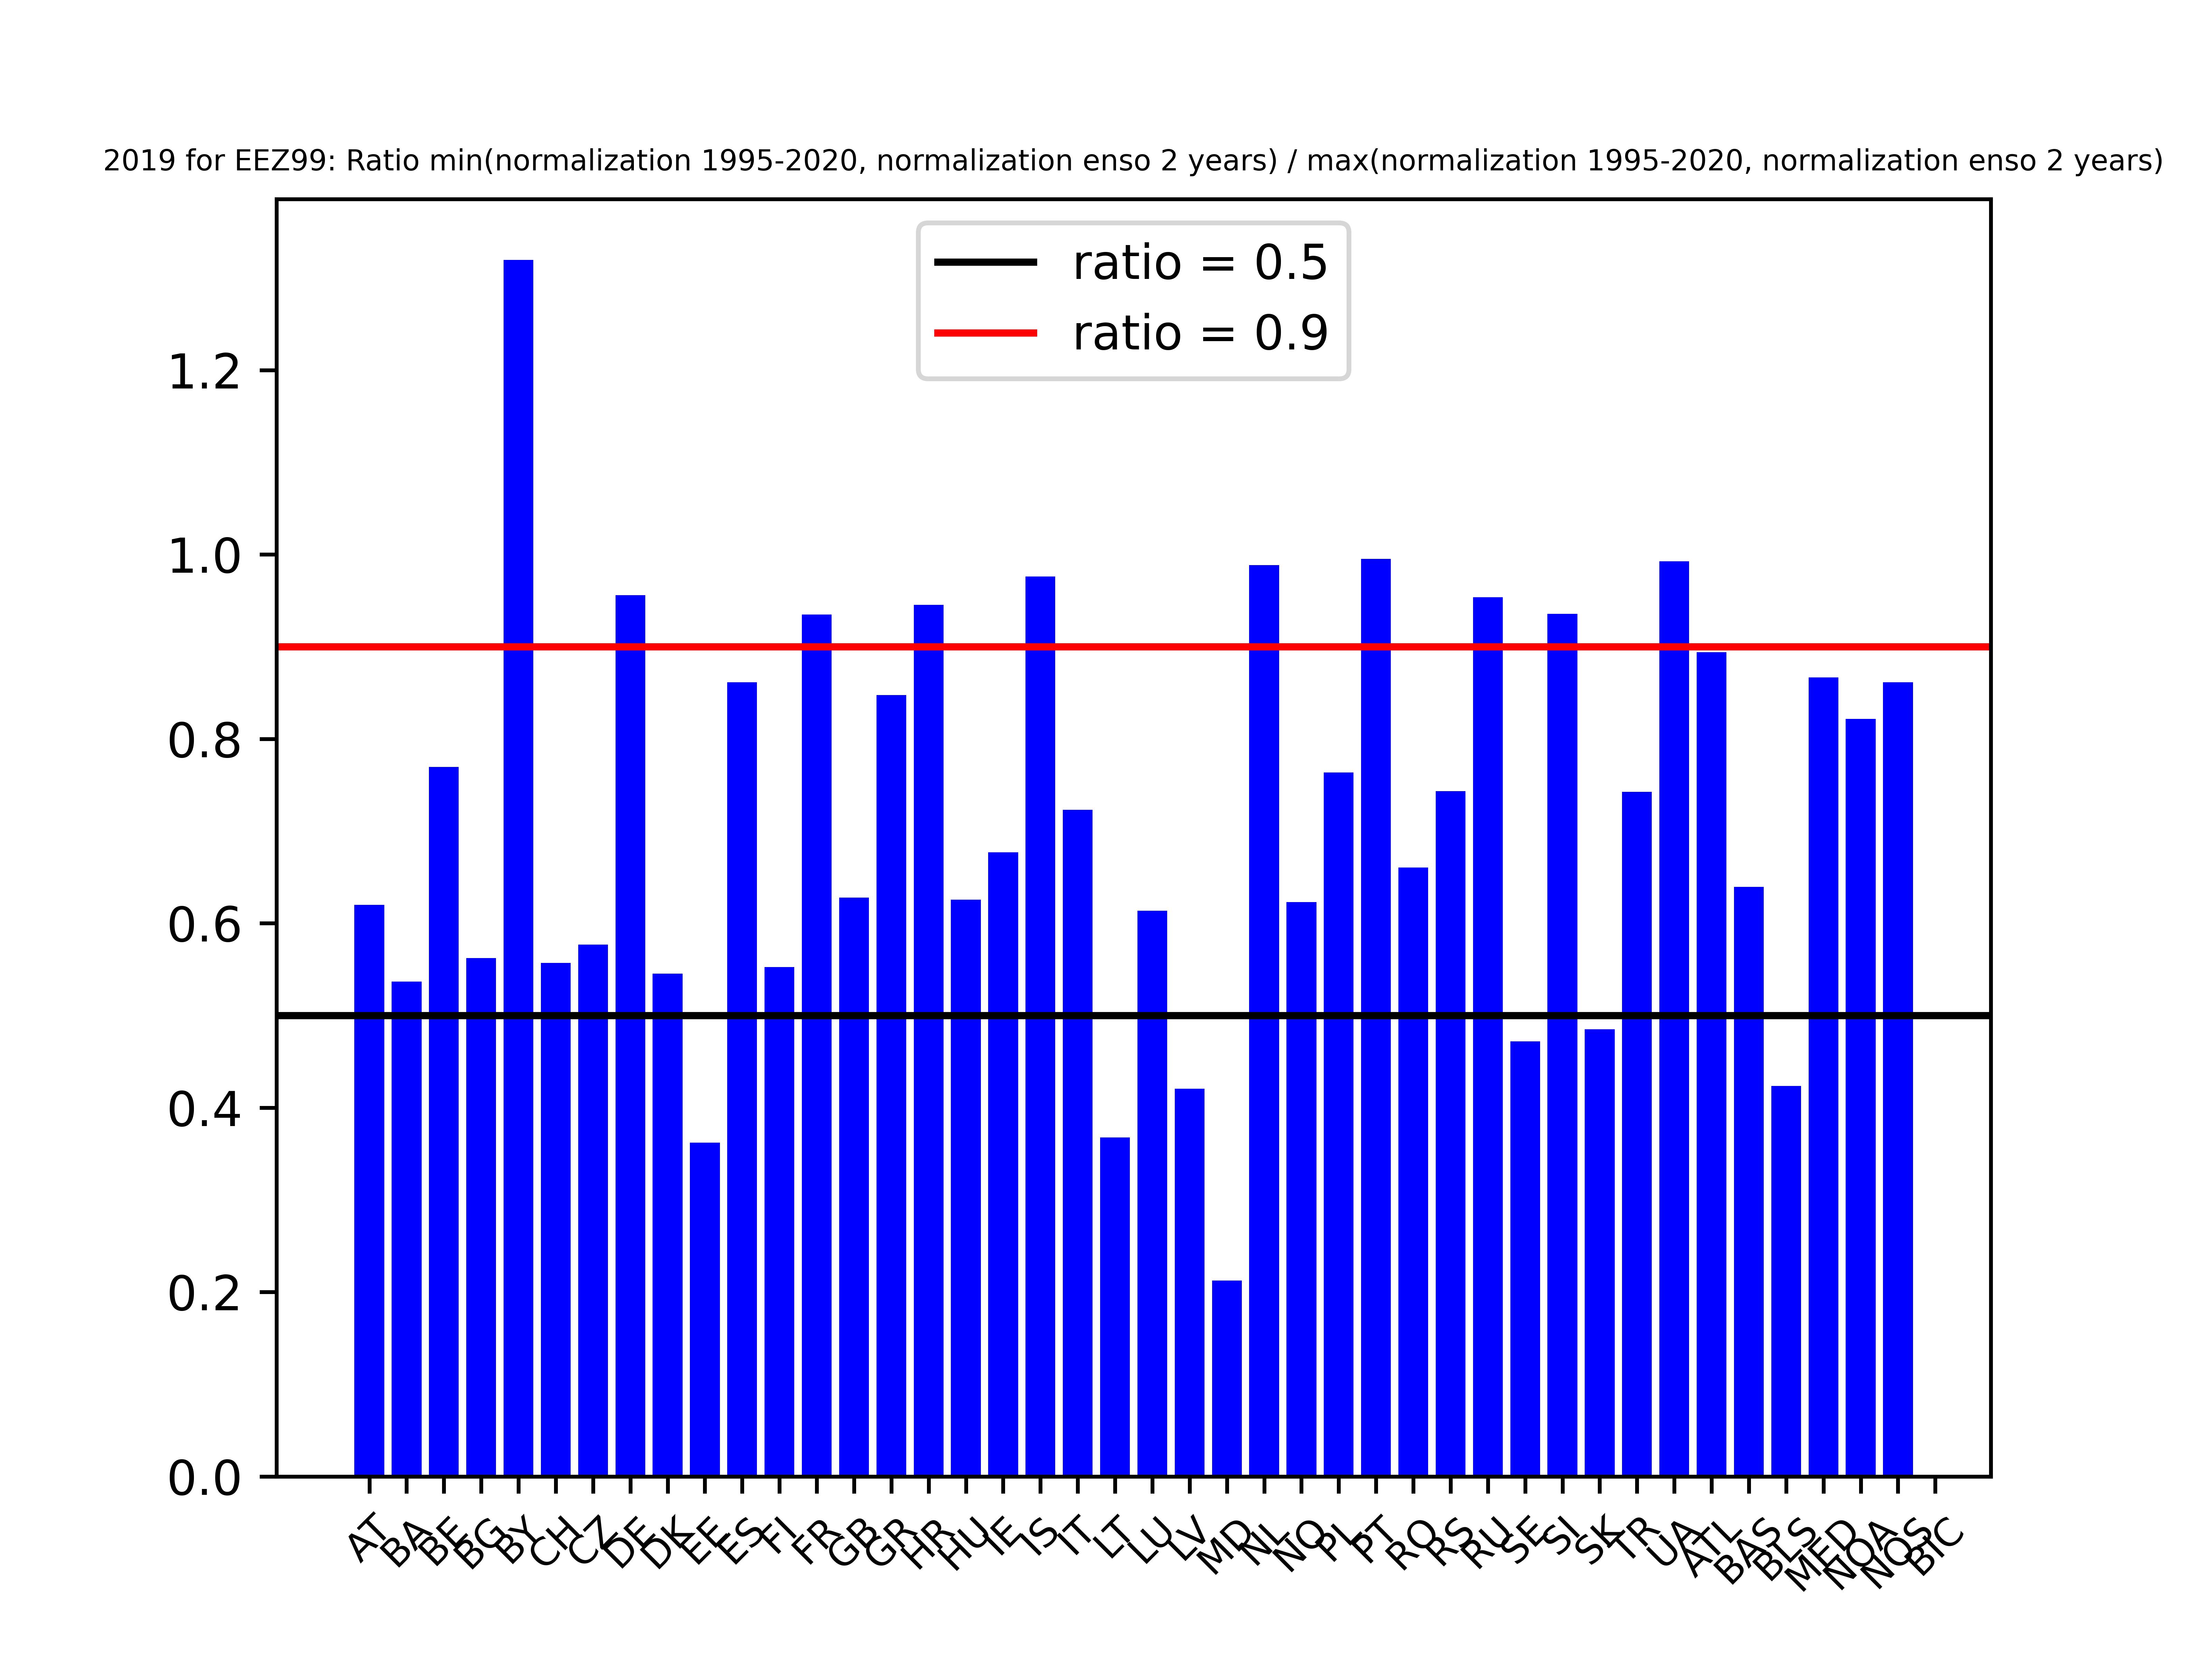 2019 for EEZ99: Ratio min(normalization 1995-2020, normalization enso 2 years) / max(normalization 1995-2020, normalization enso 2 years)
ratio = 0.5
ratio = 0.9
1.2
1.0
0.8
0.6
0.4
0.2
0.0
AT BA BE BG BY CH CZ DE DK EE ES FI FR GB GR HR HU IE IS IT LT LU LV MD NL NO PL PT RO RS RU SE SI SK TR UA ATL BAS BLS MED NOA NOS BIC